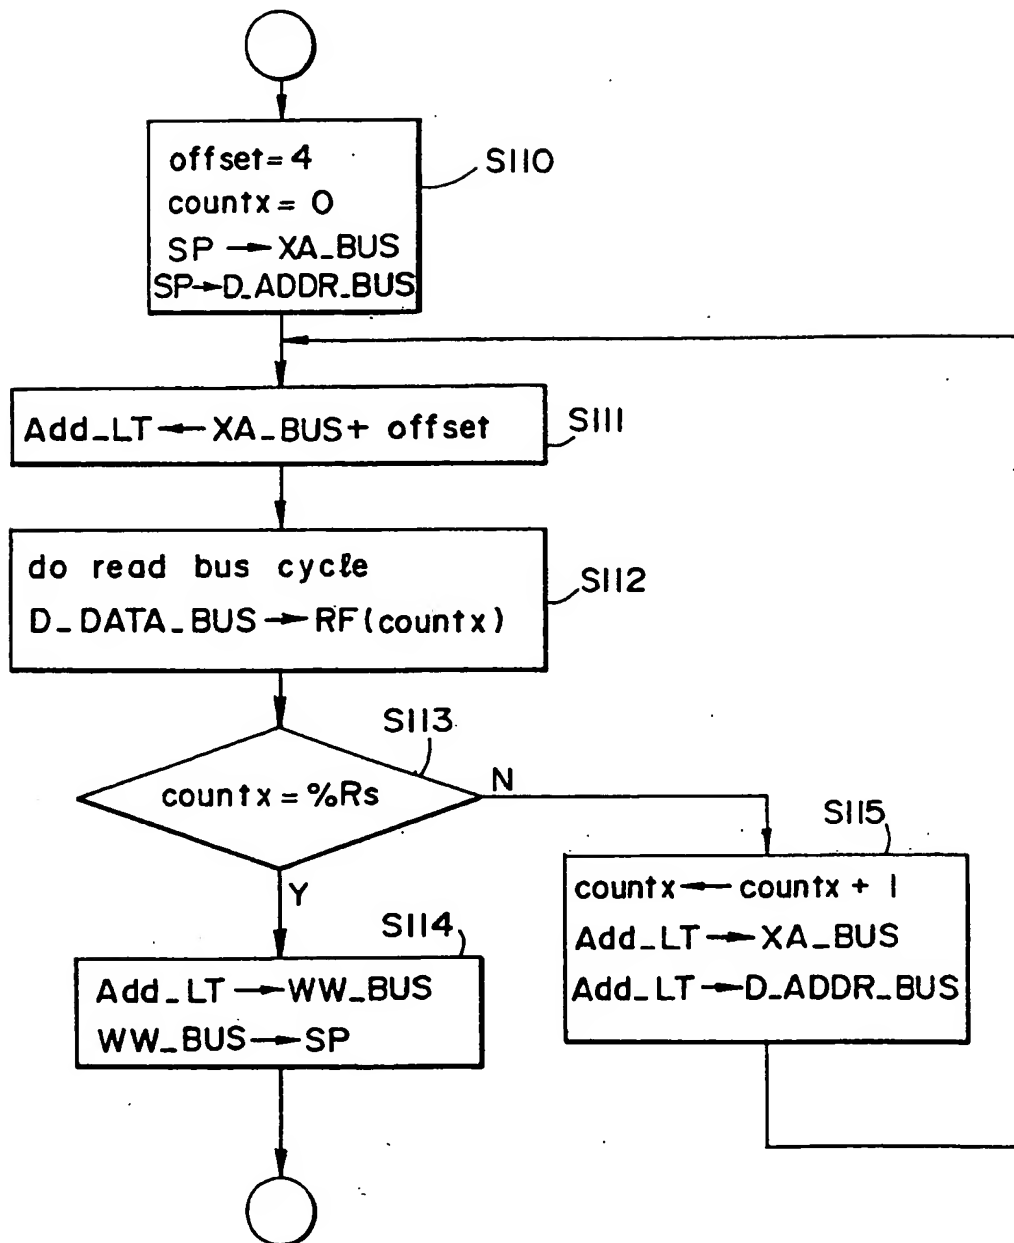 offset=4
countx = 0
SP → XA_BUS
SP→D_ADDR_BUS
S110
Add_LT ← XA_BUS+ offset
S111
do read bus cycle
D_DATA_BUS → RF(countx)
S112
S113
countx = %Rs
N
Y
S115
countx ← countx + 1
Add_LT → XA_BUS
Add_LT → D_ADDR_BUS
S114
Add_LT → WW_BUS
WW_BUS → SP